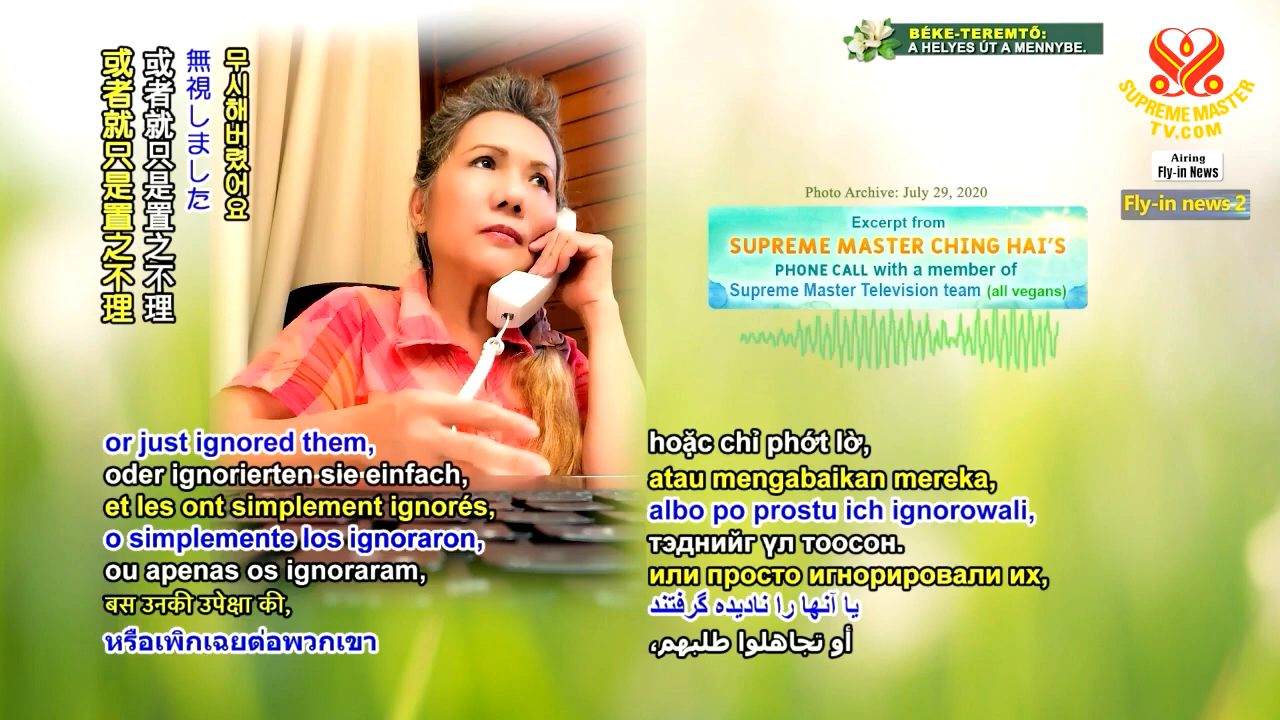 或者就只是置之不理
或者就只是置之不理
無視しました
무시해버렸어요
BÉKE-TEREMTŐ:
A HELYES ÚT A MENNYBE.
SUPREME MASTER
TV.COM
Airing
Fly-in News
Fly-in news 2
Photo Archive: July 29, 2020
Excerpt from
SUPREME MASTER CHING HAI'S
PHONE CALL with a member of
Supreme Master Television team (all vegans)
or just ignored them,
oder ignorierten sie einfach,
et les ont simplement ignorés,
o simplemente los ignoraron,
ou apenas os ignoraram,
बस उनकी उपेक्षा की,
หรือเพิกเฉยต่อพวกเขา
hoặc chỉ phớt lờ,
atau mengabaikan mereka,
albo po prostu ich ignorowali,
тэднийг үл тоосон.
или просто игнорировали их,
یا آنها را نادیده گرفتند
أو تجاهلوا طلبهم،